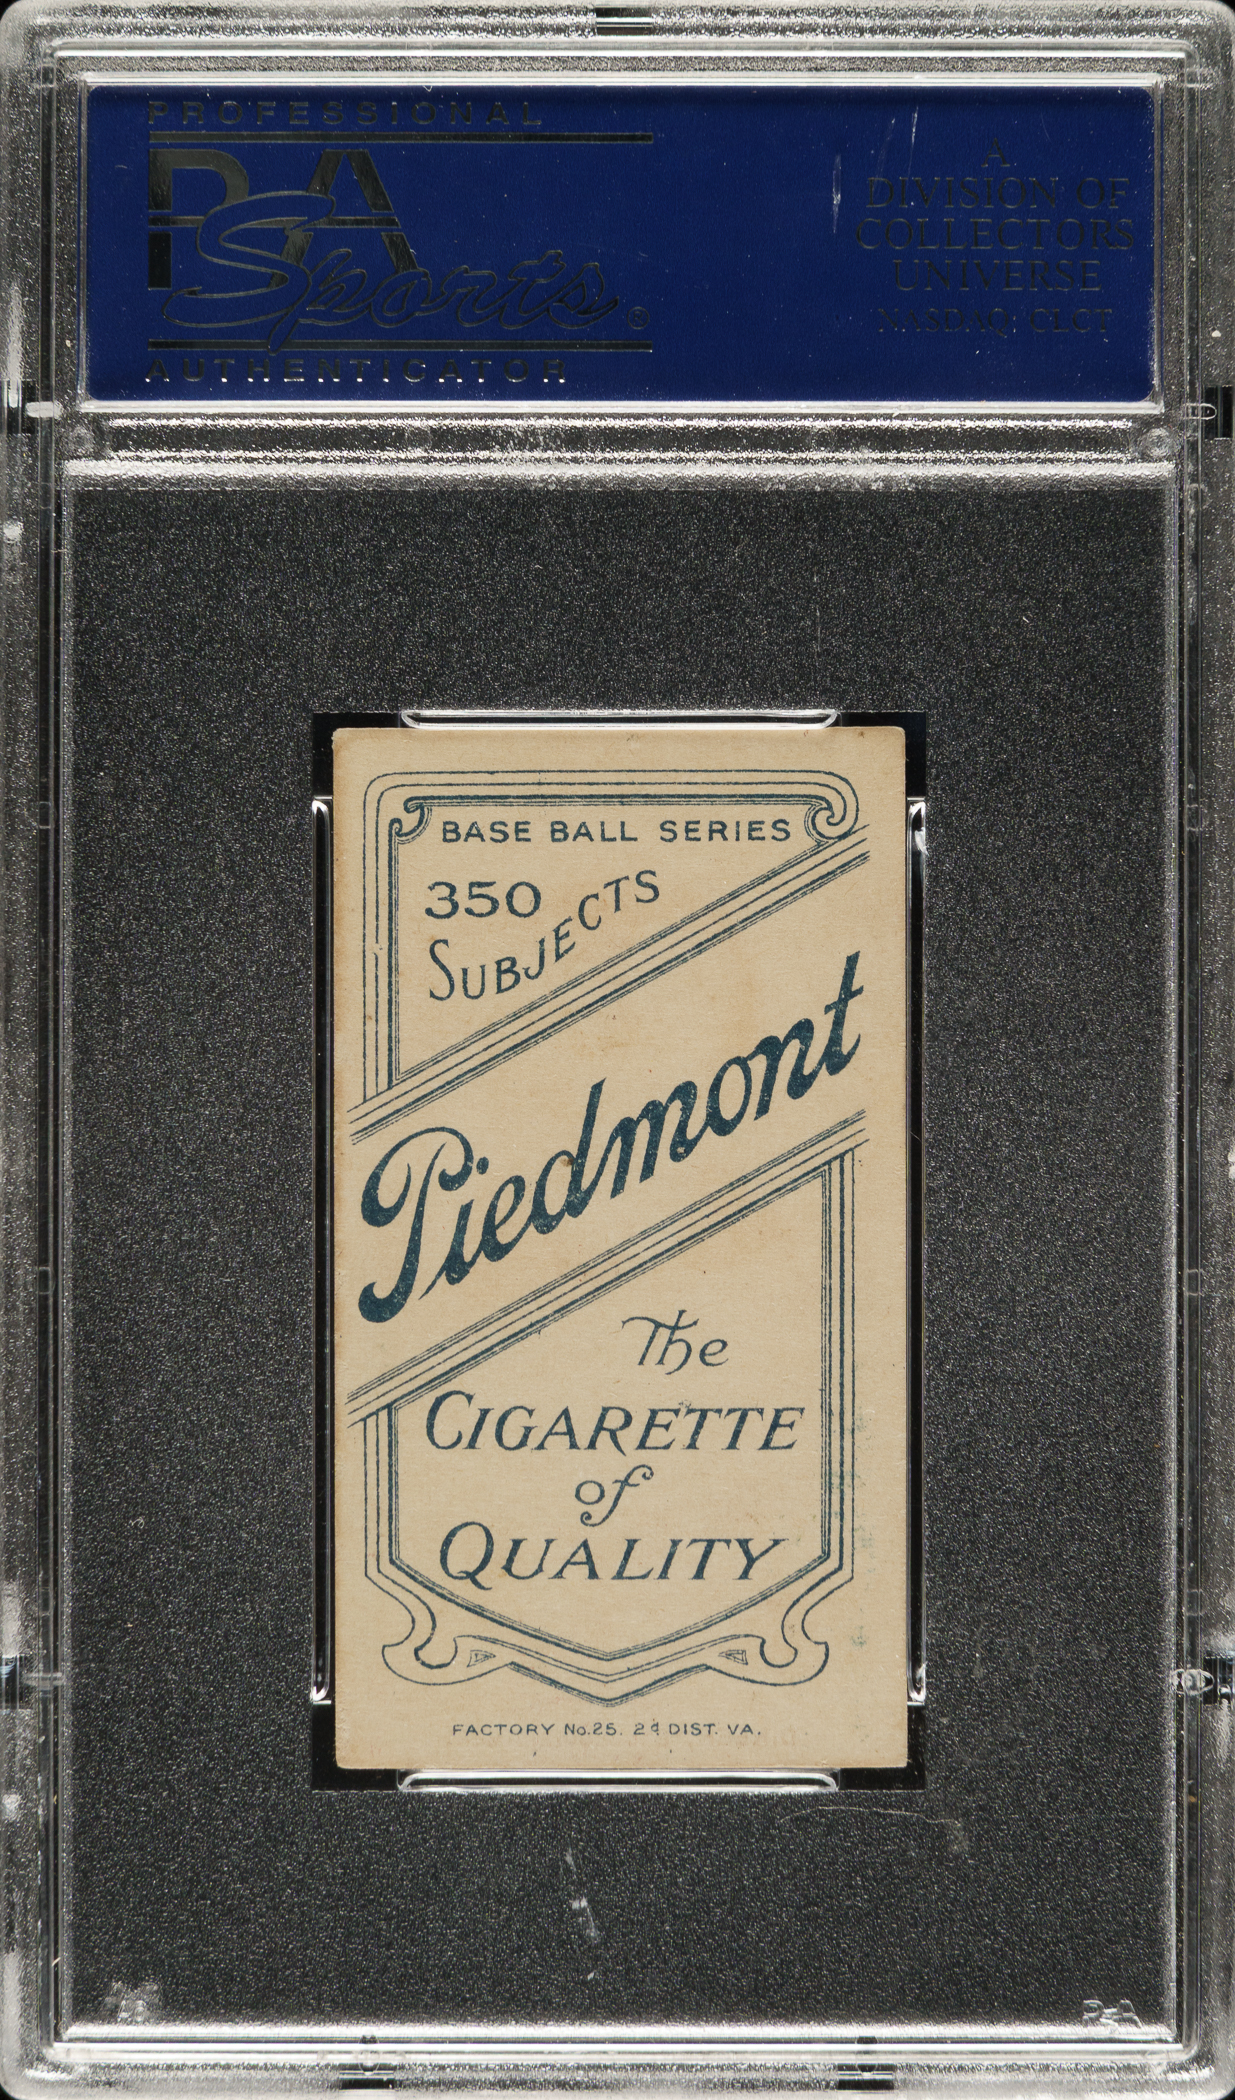 PROFESSIONAL
PSA
Sports®
AUTHENTICATOR
A
DIVISION OF
COLLECTORS
UNIVERSE
NASDAQ: CLCT
BASE BALL SERIES
350
SUBJECTS
Piedmont
The
CIGARETTE
of
QUALITY
FACTORY No. 25. 2d DIST. VA.
PSA